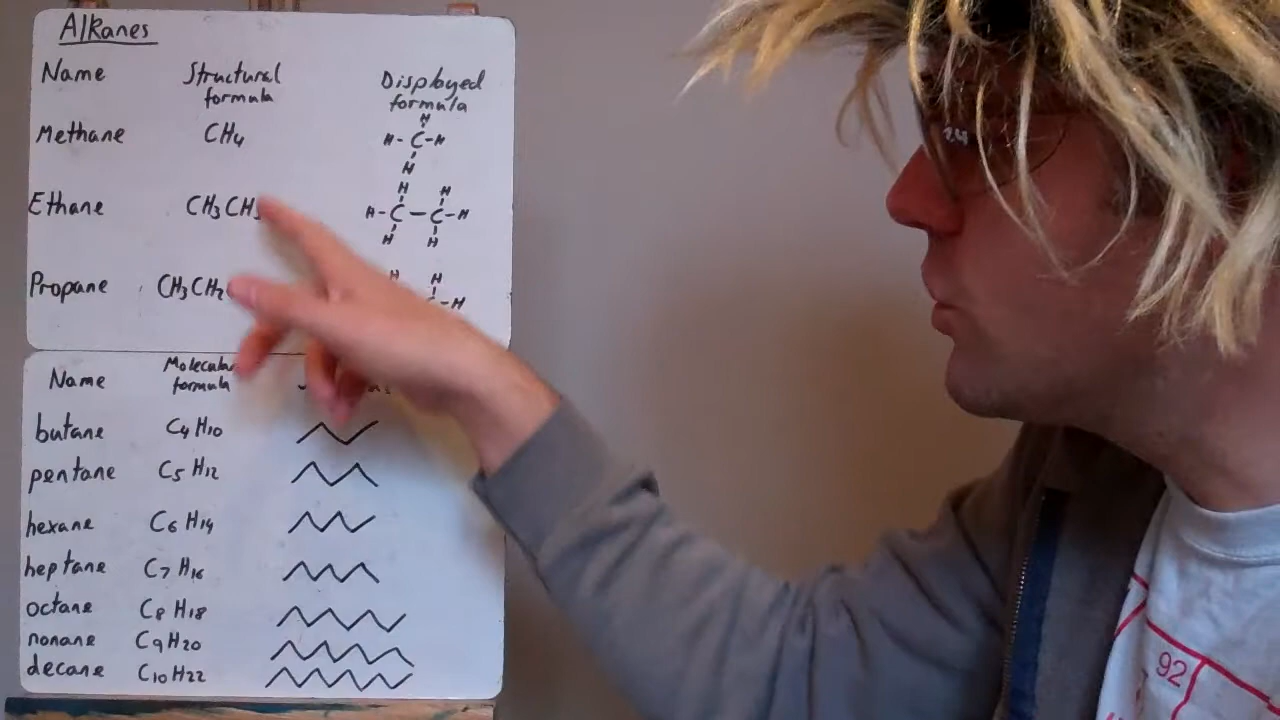 Alkanes
Name Structural formula Displayed formula
Methane CH4 H H-C-H H
Ethane CH3CH3 H H H-C-C-H H H
Propane CH3CH2 H H -H
Name Molecular formula
butane C4H10
pentane C5H12
hexane C6H14
heptane C7H16
octane C8H18
nonane C9H20
decane C10H22
92